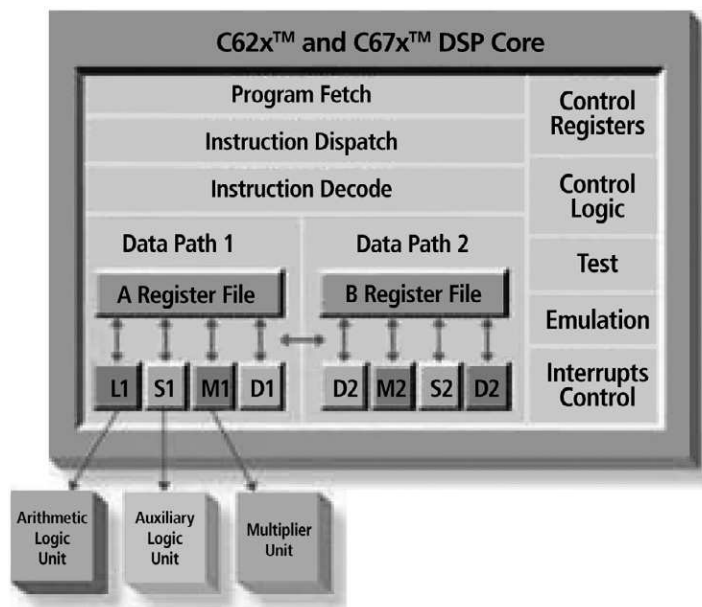 C62x™ and C67x™ DSP Core
Program Fetch
Instruction Dispatch
Instruction Decode
Data Path 1
A Register File
L1 S1 M1 D1
Data Path 2
B Register File
D2 M2 S2 D2
Control
Registers
Control
Logic
Test
Emulation
Interrupts
Control
Arithmetic
Logic
Unit
Auxiliary
Logic
Unit
Multiplier
Unit